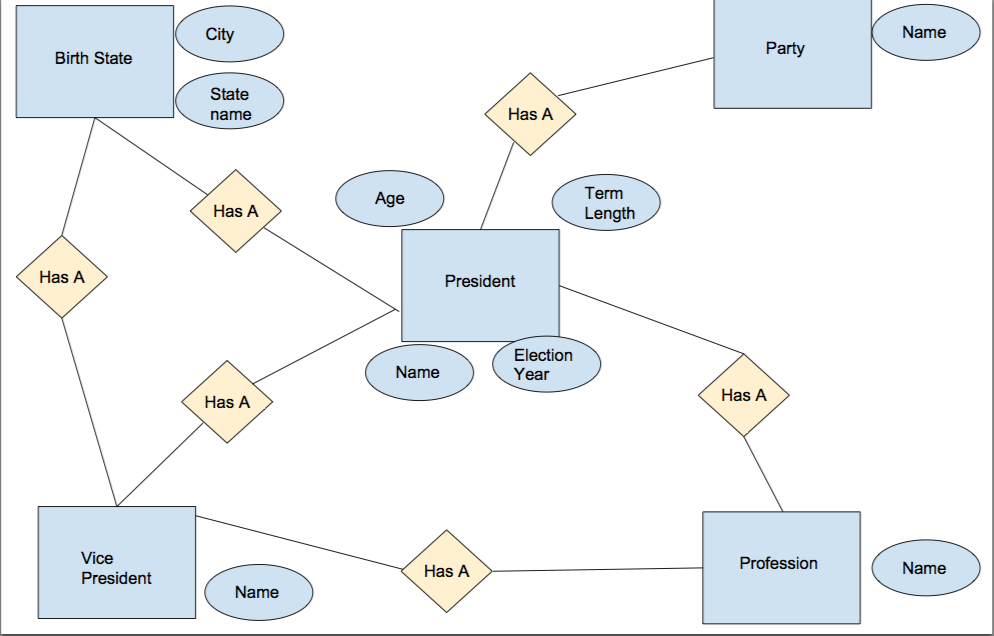 City
Birth State
State
name
Name
Party
Has A
Has A
Age
Term
Length
Has A
President
Election
Year
Name
Has A
Has A
Vice
President
Name
Has A
Profession
Name